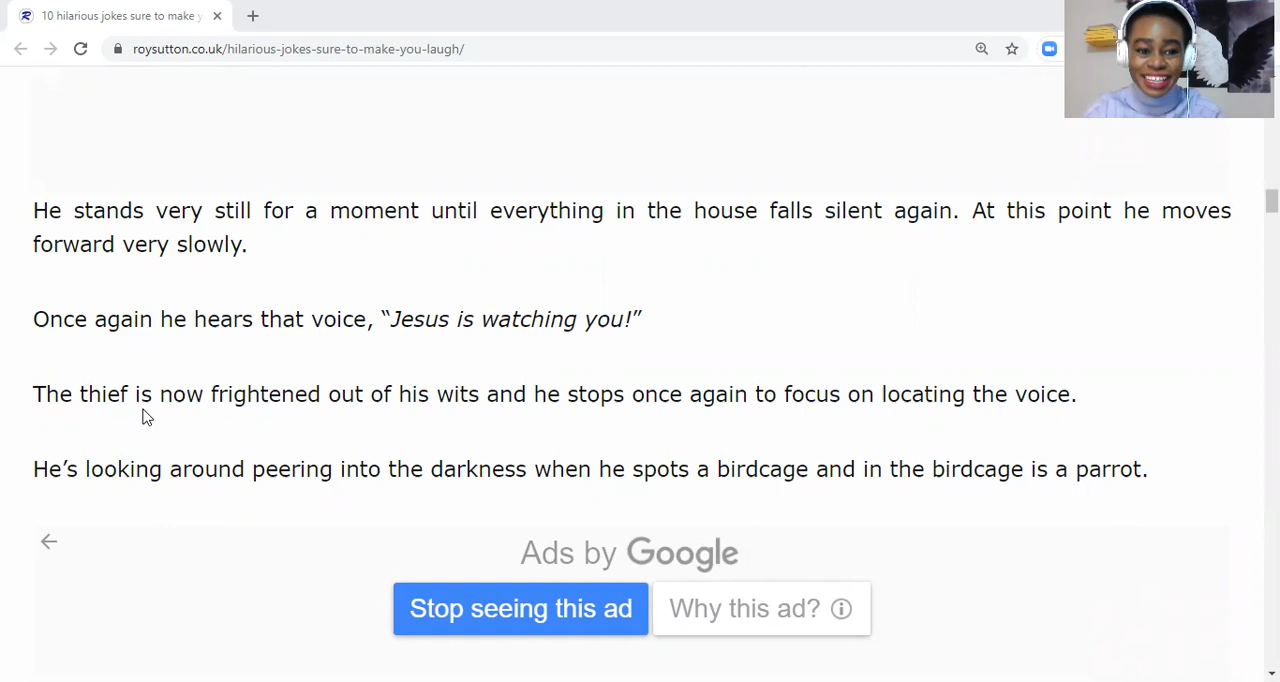 10 hilarious jokes sure to make y
roysutton.co.uk/hilarious-jokes-sure-to-make-you-laugh/
He stands very still for a moment until everything in the house falls silent again. At this point he moves
forward very slowly.
Once again he hears that voice, “Jesus is watching you!”
The thief is now frightened out of his wits and he stops once again to focus on locating the voice.
He’s looking around peering into the darkness when he spots a birdcage and in the birdcage is a parrot.
Ads by Google
Stop seeing this ad Why this ad?